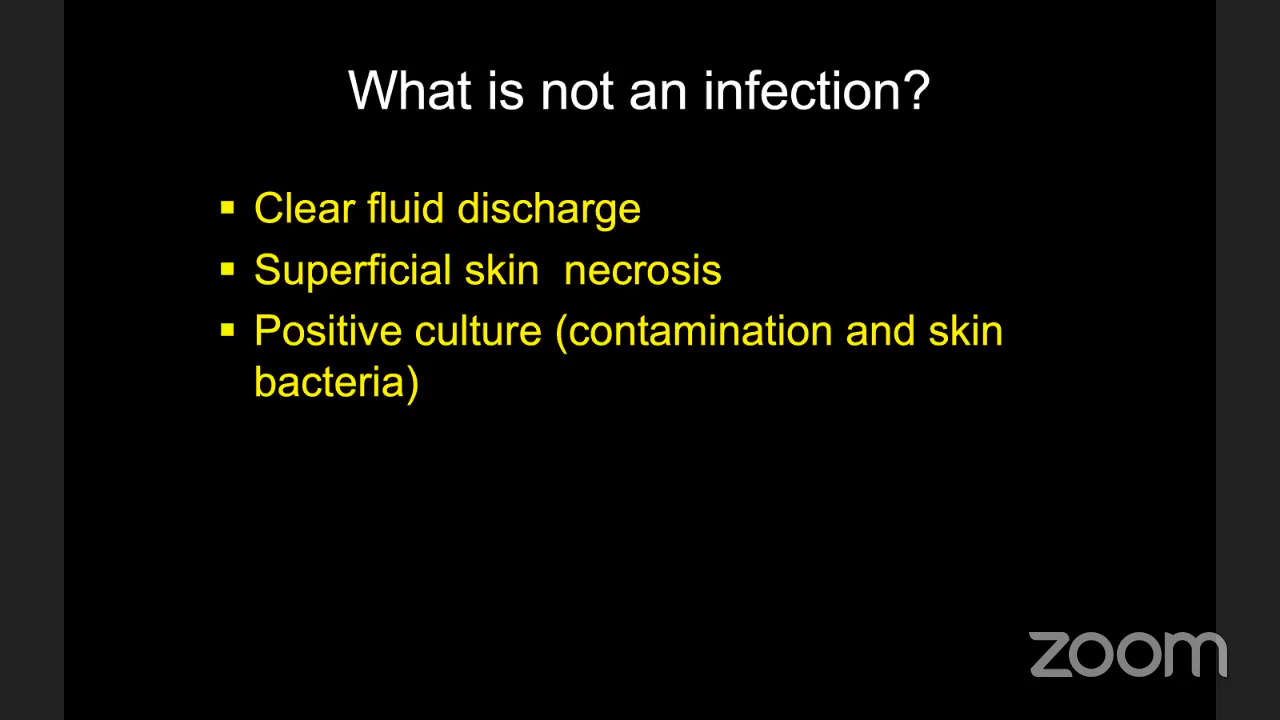 What is not an infection?
▪ Clear fluid discharge
▪ Superficial skin  necrosis
▪ Positive culture (contamination and skin
bacteria)
zoom